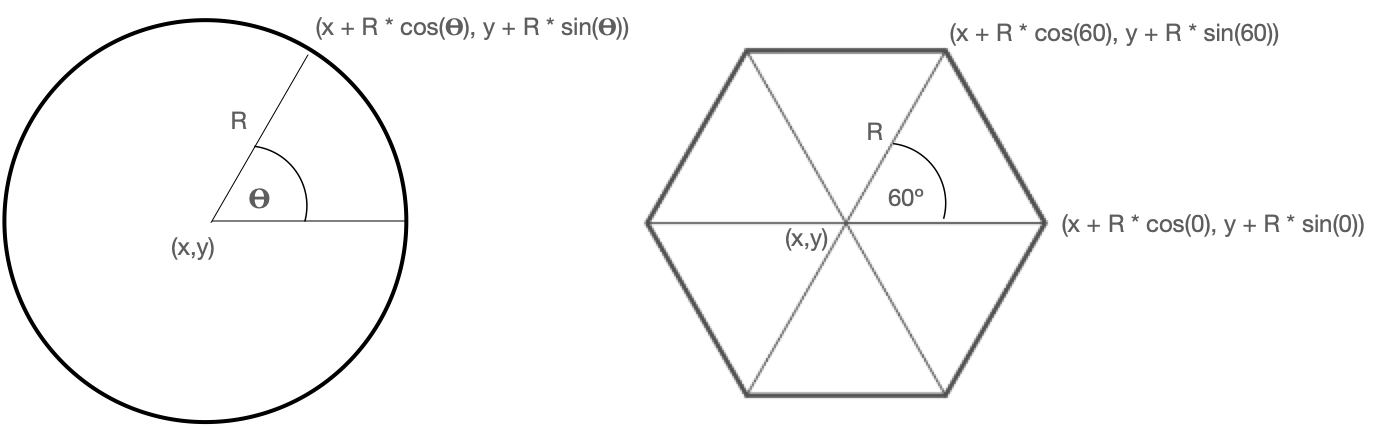 (x + R * cos(Θ), y + R * sin(Θ))
R
Θ
(x,y)
(x + R * cos(60), y + R * sin(60))
R
60º
(x,y)
(x + R * cos(0), y + R * sin(0))